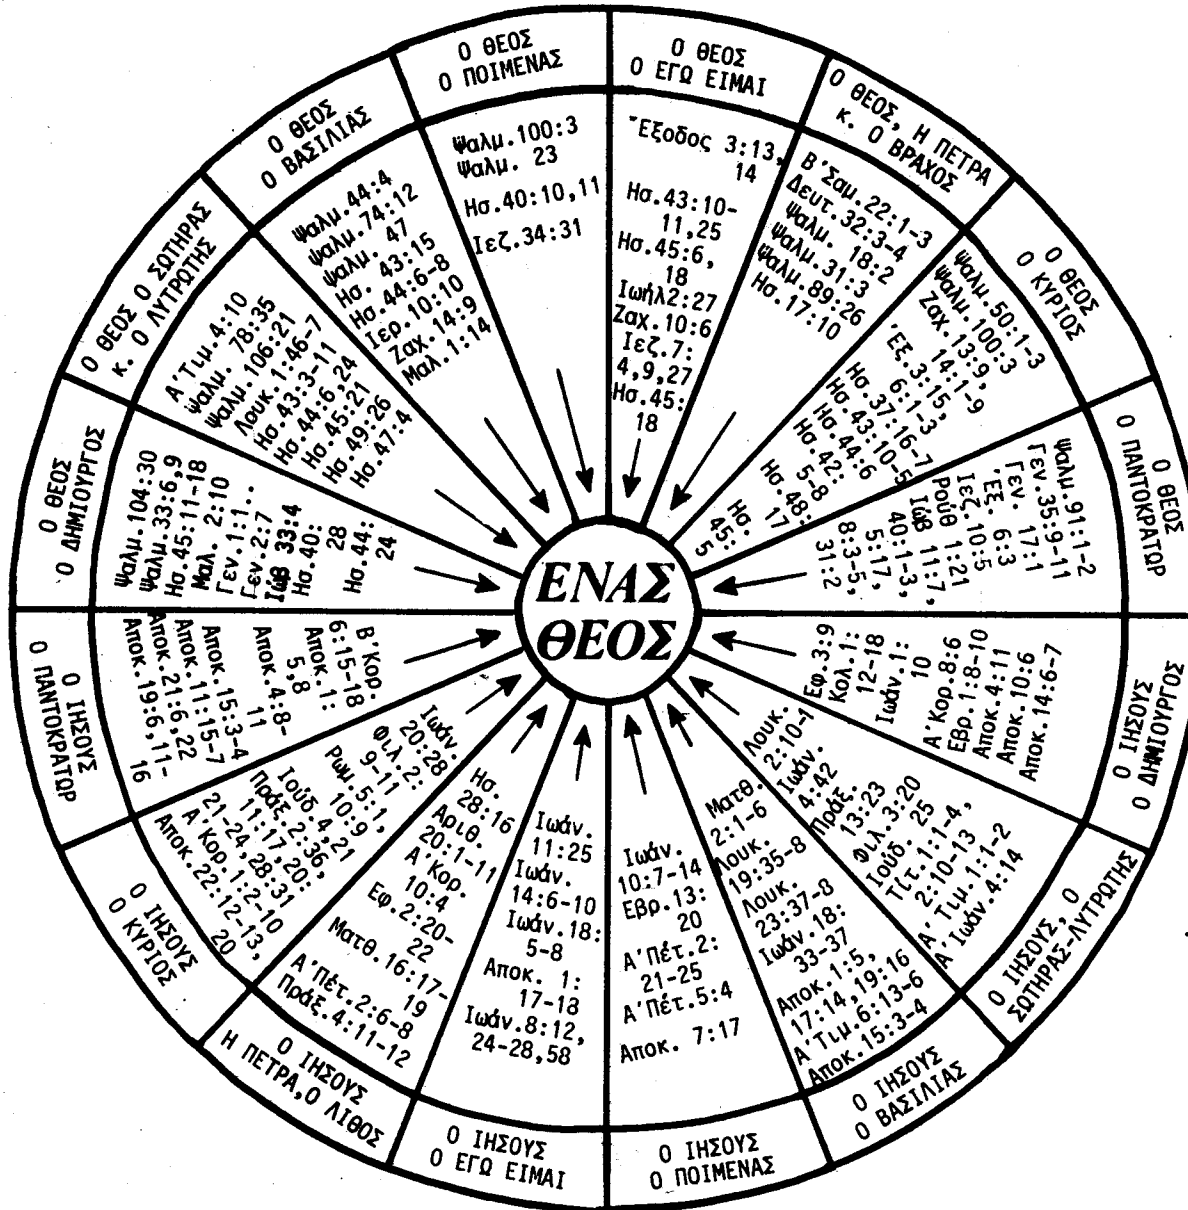 Ο ΘΕΟΣ
Ο ΕΓΩ ΕΙΜΑΙ
Έξοδος 3:13,
14
Ησ.43:10-
11,25
Ησ.45:6,
18
Ιωήλ2:27
Ζαχ.10:6
Ιεζ.7:
4,9,27
Ησ.45:
18
Ο ΘΕΟΣ, Η ΠΕΤΡΑ
κ. Ο ΒΡΑΧΟΣ
Β'Σαμ.22:1-3
Δευτ.32:3-4
Ψαλμ. 18:2
Ψαλμ.31:3
Ψαλμ.89:26
Ησ.17:10
Ο ΘΕΟΣ
Ο ΚΥΡΙΟΣ
Ψαλμ.50:1-3
Ψαλμ.100:3
Ζαχ.13:9,
14:1-9
Έξ.3:15,
6:1-3
Ησ.37:16-7
Ησ.43:10-5
Ησ.44:6
Ησ.42:
5-8
Ησ.48:
17
Ησ.
45:
5
Ο ΘΕΟΣ
Ο ΠΑΝΤΟΚΡΑΤΩΡ
Ψαλμ.91:1-2
Γεν.35:9-11
Γεν. 17:1
Έξ. 6:3
Ιεζ.10:5
Ρούθ 1:21
Ιώβ 11:7,
40:1-3,
5:17,
8:3-5,
31:2
Ο ΙΗΣΟΥΣ
Ο ΔΗΜΙΟΥΡΓΟΣ
Εφ.3:9
Κολ.1:
12-18
Ιωάν.1:
10
Α'Κορ.8:6
Εβρ.1:8-10
Αποκ.4:11
Αποκ.10:6
Αποκ.14:6-7
Ο ΙΗΣΟΥΣ, Ο
ΣΩΤΗΡΑΣ-ΛΥΤΡΩΤΗΣ
Λουκ.
2:10-1
Ιωάν.
4:42
Πράξ.
13:23
Φιλ.3:20
Ιούδ. 25
Τίτ.1:1-4,
2:10-13
Α'Τιμ.1:1-2
Α'Ιωάν.4:14
Ο ΙΗΣΟΥΣ
Ο ΒΑΣΙΛΙΑΣ
Ματθ.
2:1-6
Λουκ.
19:35-8
Λουκ.
23:37-8
Ιωάν.18:
33-37
Αποκ.1:5,
17:14,19:16
Α'Τιμ.6:13-6
Αποκ.15:3-4
Ο ΙΗΣΟΥΣ
Ο ΠΟΙΜΕΝΑΣ
Ιωάν.
10:7-14
Εβρ.13:
20
Α'Πέτ.2:
21-25
Α'Πέτ.5:4
Αποκ. 7:17
Ο ΙΗΣΟΥΣ
Ο ΕΓΩ ΕΙΜΑΙ
Ιωάν.
11:25
Ιωάν.
14:6-10
Ιωάν.18:
5-8
Αποκ. 1:
17-18
Ιωάν.8:12,
24-28,58
Ο ΙΗΣΟΥΣ
Η ΠΕΤΡΑ,Ο ΛΙΘΟΣ
Ησ.
28:16
Αριθ.
20:1-11
Α'Κορ.
10:4
Εφ.2:20-
22
Ματθ.16:17-
19
Α'Πέτ.2:6-8
Πράξ.4:11-12
Ο ΙΗΣΟΥΣ
Ο ΚΥΡΙΟΣ
Ιωάν.
20:28
Φιλ.2:
9-11
Ρωμ.5:1,
10:9
Ιούδ.4,21
Πράξ.2:36,
11:17,20:
21-24,28:31
Α'Κορ.1:2-10
Αποκ.22:12-13,
20
Ο ΙΗΣΟΥΣ
Ο ΠΑΝΤΟΚΡΑΤΩΡ
Β'Κορ.
6:15-18
Αποκ.1:
5,8
Αποκ.4:8-
11
Αποκ.15:3-4
Αποκ.11:15-7
Αποκ.21:6,22
Αποκ.19:6,11-
16
Ο ΘΕΟΣ
Ο ΔΗΜΙΟΥΡΓΟΣ
Ψαλμ.104:30
Ψαλμ.33:6,9
Ησ.45:11-18
Μαλ. 2:10
Γεν.1:1...
Γεν.2:7
Ιωβ 33:4
Ησ.40:
28
Ησ.44:
24
Ο ΘΕΟΣ Ο ΣΩΤΗΡΑΣ
κ. Ο ΛΥΤΡΩΤΗΣ
Α'Τιμ.4:10
Ψαλμ. 78:35
Ψαλμ.106:21
Λουκ.1:46-7
Ησ.43:3-11
Ησ.44:6,24
Ησ.45:21
Ησ.49:26
Ησ.47:4
Ο ΘΕΟΣ
Ο ΒΑΣΙΛΙΑΣ
Ψαλμ.44:4
Ψαλμ.74:12
Ψαλμ. 47
Ησ. 43:15
Ησ.44:6-8
Ιερ.10:10
Ζαχ.14:9
Μαλ.1:14
Ο ΘΕΟΣ
Ο ΠΟΙΜΕΝΑΣ
Ψαλμ.100:3
Ψαλμ. 23
Ησ.40:10,11
Ιεζ.34:31
ΕΝΑΣ
ΘΕΟΣ